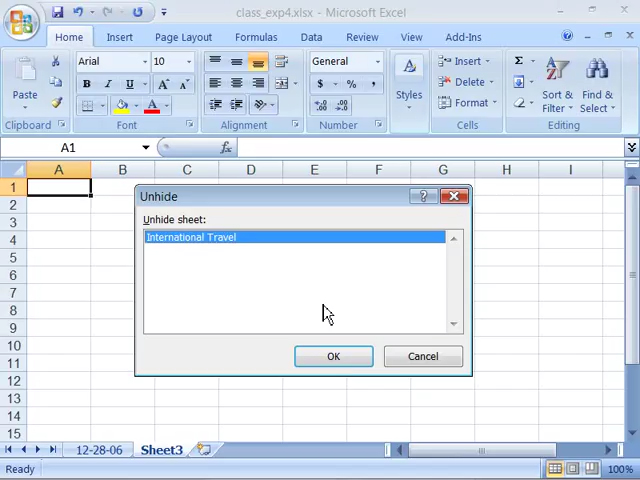 class_exp4.xlsx - Microsoft Excel
Home Insert Page Layout Formulas Data Review View Add-Ins
Paste
Arial 10
B I U
A A
A
General
$ % ,
Styles
Insert
Delete
Format
Σ
Sort & Filter
Find & Select
Clipboard Font Alignment Number Cells Editing
A1 fx
A B C D E F G H I
1
2
3
4
5
6
7
8
9
10
11
12
13
14
15
Unhide
Unhide sheet:
International Travel
OK Cancel
12-28-06 Sheet3
Ready 100%